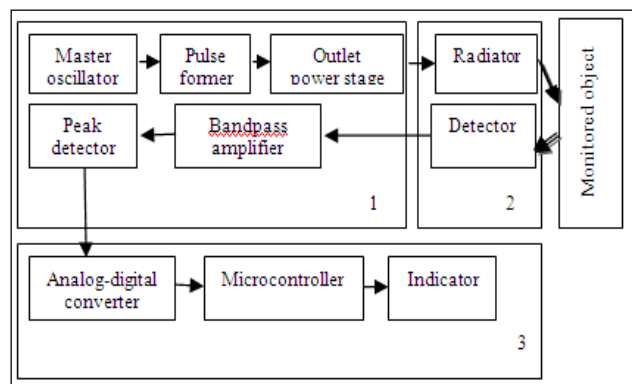 Master
oscillator
Pulse
former
Outlet
power stage
Radiator
Peak
detector
Bandpass
amplifier
Detector
Monitored object
1
2
Analog-digital
converter
Microcontroller
Indicator
3